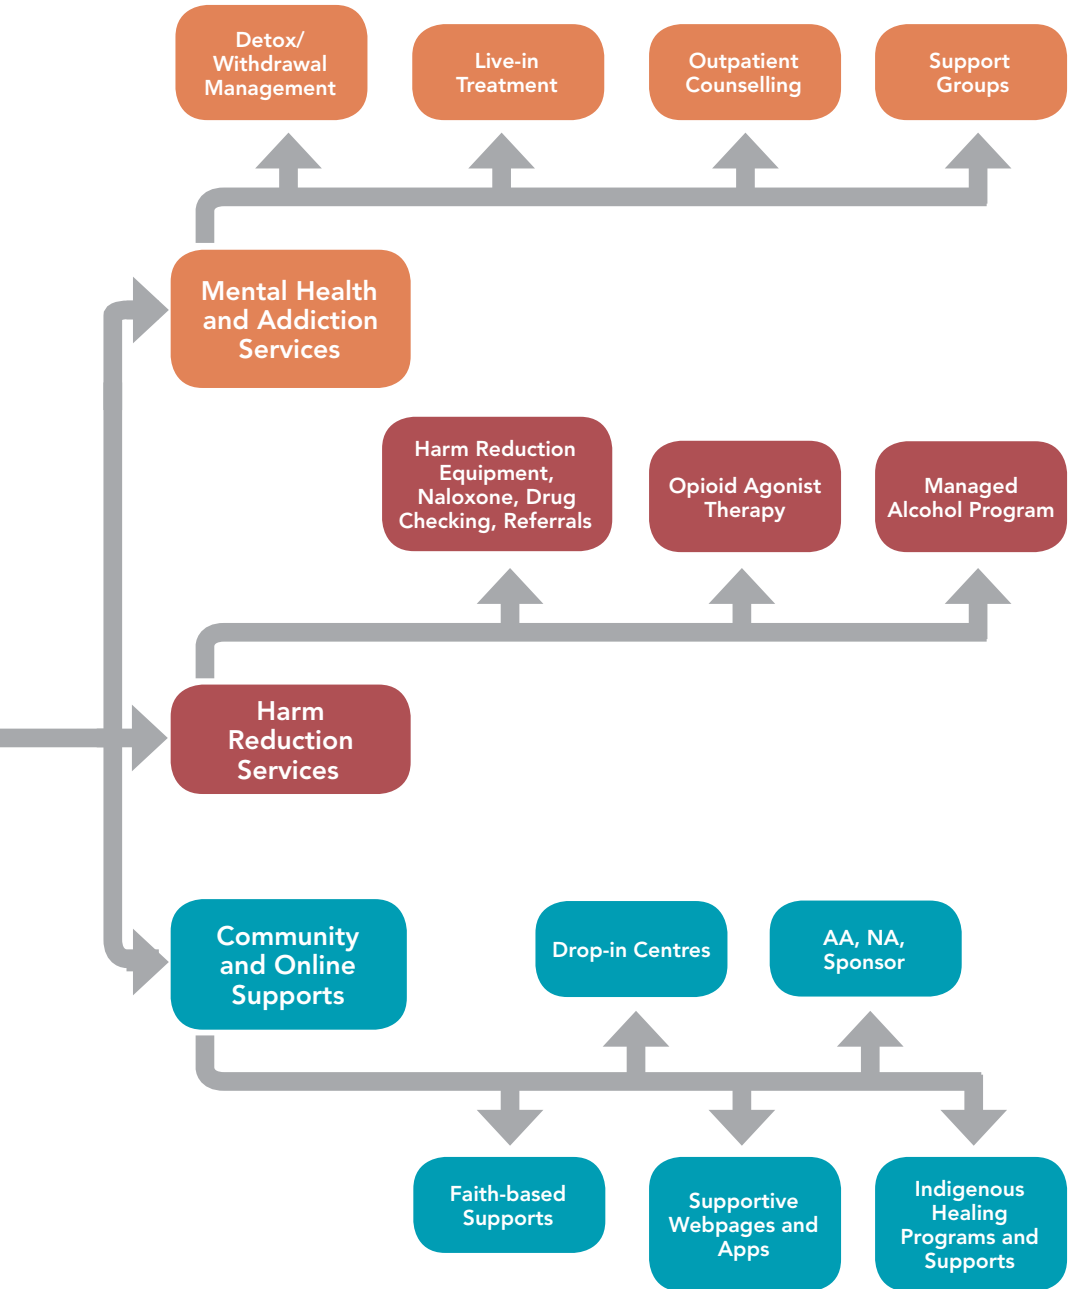 Detox/
Withdrawal
Management
Live-in
Treatment
Outpatient
Counselling
Support
Groups
Mental Health
and Addiction
Services
Harm Reduction
Equipment,
Naloxone, Drug
Checking, Referrals
Opioid Agonist
Therapy
Managed
Alcohol Program
Harm
Reduction
Services
Community
and Online
Supports
Drop-in Centres
AA, NA,
Sponsor
Faith-based
Supports
Supportive
Webpages and
Apps
Indigenous
Healing
Programs and
Supports